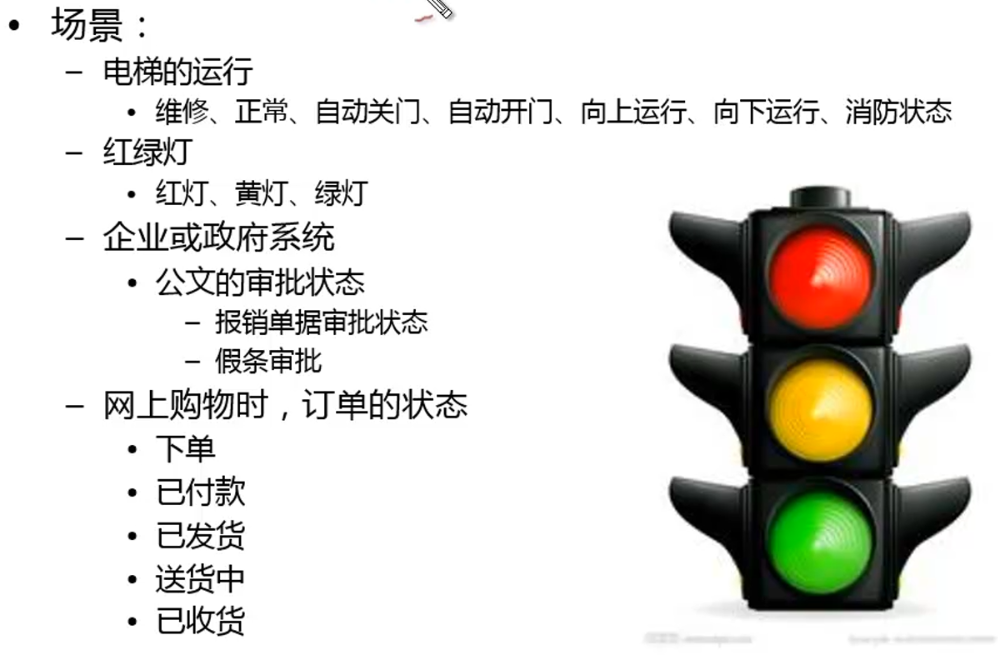 • 场景：
– 电梯的运行
• 维修、正常、自动关门、自动开门、向上运行、向下运行、消防状态
– 红绿灯
• 红灯、黄灯、绿灯
– 企业或政府系统
• 公文的审批状态
– 报销单据审批状态
– 假条审批
– 网上购物时，订单的状态
• 下单
• 已付款
• 已发货
• 送货中
• 已收货